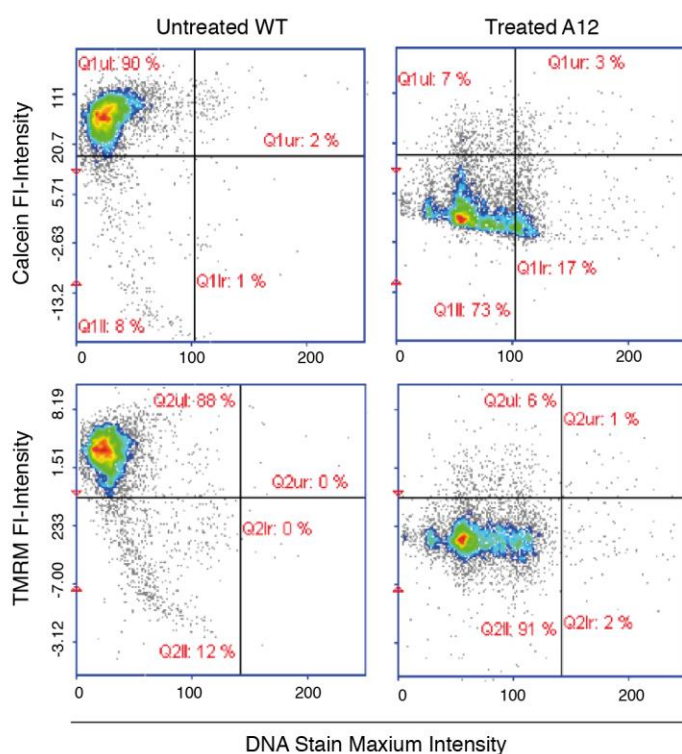 Untreated WT
Treated A12
Calcein Fl-Intensity
111
20.7
5.71
-2.63
-13.2
Q1ul: 90 %
Q1ur: 2 %
Q1lr: 1 %
Q1ll: 8 %
0 100 200
Q1ul: 7 %
Q1ur: 3 %
Q1lr: 17 %
Q1ll: 73 %
0 100 200
TMRM Fl-Intensity
8.19
1.51
233
-7.00
-3.12
Q2ul: 88 %
Q2ur: 0 %
Q2lr: 0 %
Q2ll: 12 %
0 100 200
Q2ul: 6 %
Q2ur: 1 %
Q2lr: 2 %
Q2ll: 91 %
0 100 200
DNA Stain Maxium Intensity